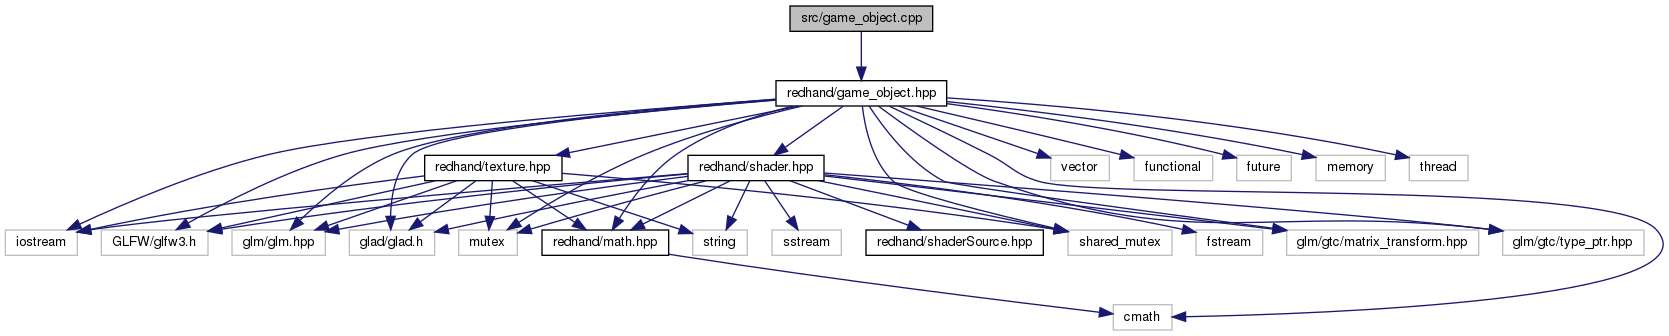 src/game_object.cpp
redhand/game_object.hpp
redhand/texture.hpp
redhand/shader.hpp
vector
functional
future
memory
thread
iostream
GLFW/glfw3.h
glm/glm.hpp
glad/glad.h
mutex
redhand/math.hpp
string
sstream
redhand/shaderSource.hpp
shared_mutex
fstream
glm/gtc/matrix_transform.hpp
glm/gtc/type_ptr.hpp
cmath